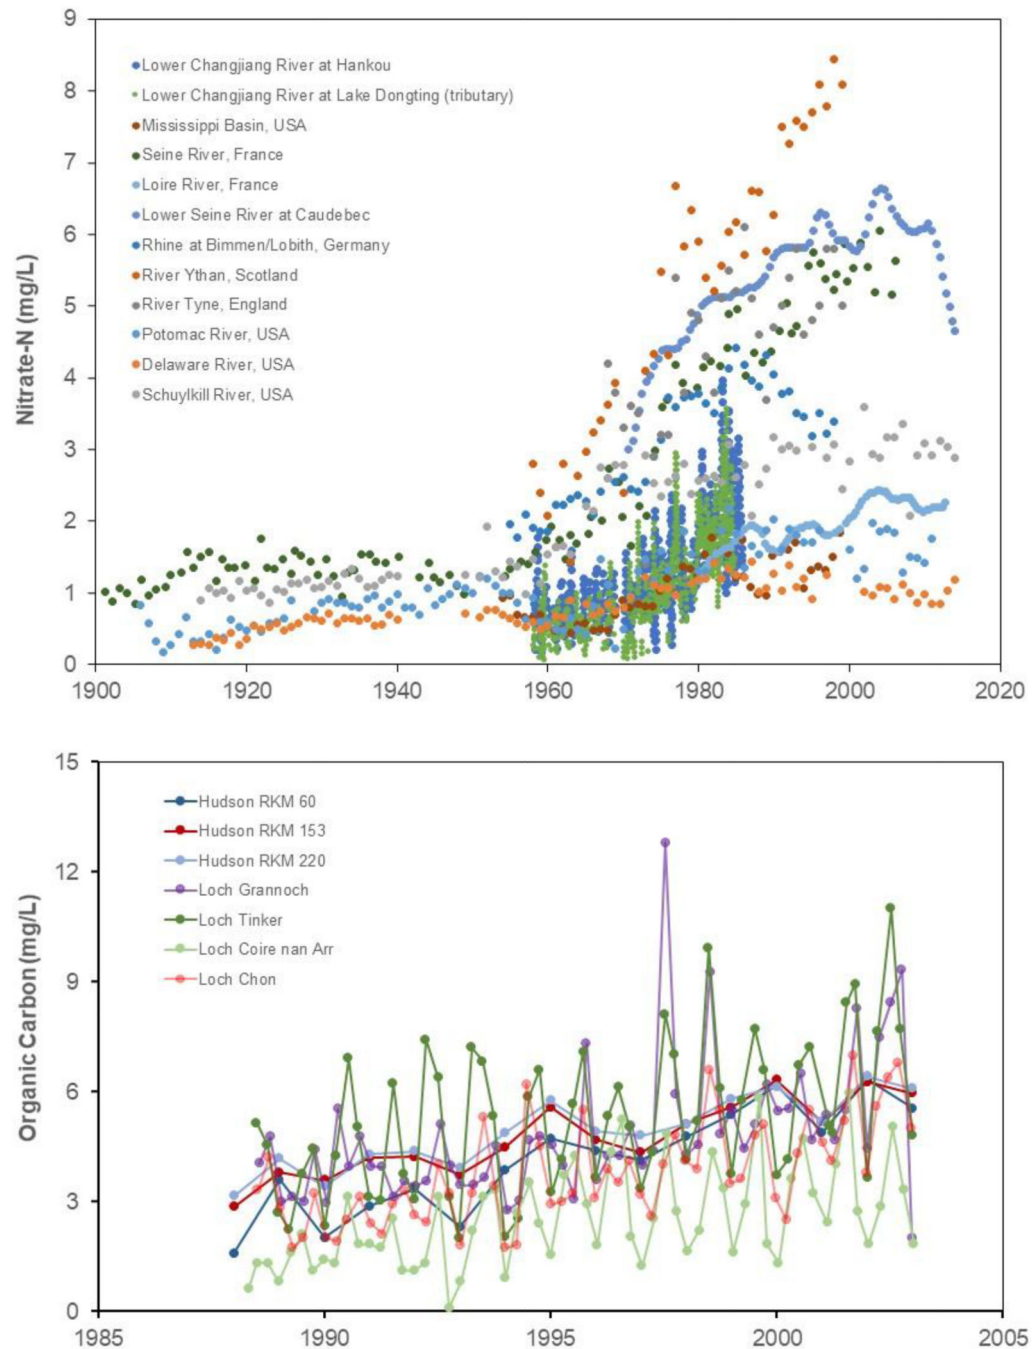 9
8
7
6
5
4
3
2
1
0
Nitrate-N (mg/L)
Lower Changjiang River at Hankou
Lower Changjiang River at Lake Dongting (tributary)
Mississippi Basin, USA
Seine River, France
Loire River, France
Lower Seine River at Caudebec
Rhine at Bimmen/Lobith, Germany
River Ythan, Scotland
River Tyne, England
Potomac River, USA
Delaware River, USA
Schuylkill River, USA
1900 1920 1940 1960 1980 2000 2020
15
12
9
6
3
0
Organic Carbon (mg/L)
Hudson RKM 60
Hudson RKM 153
Hudson RKM 220
Loch Grannoch
Loch Tinker
Loch Coire nan Arr
Loch Chon
1985 1990 1995 2000 2005